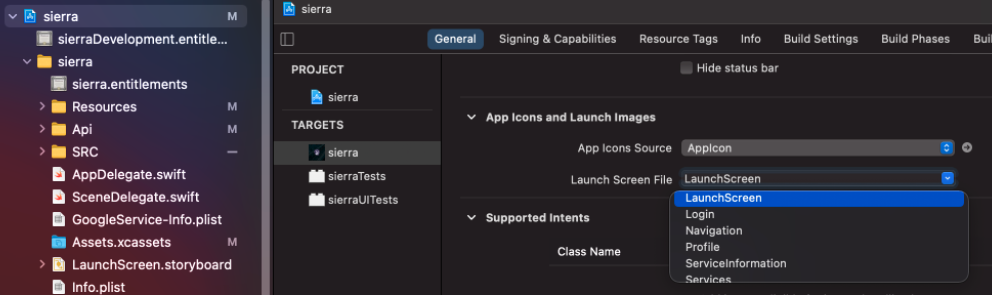 sierra M
sierraDevelopment.entitle...
sierra
sierra.entitlements
Resources M
Api M
SRC
AppDelegate.swift
SceneDelegate.swift
GoogleService-Info.plist
Assets.xcassets M
LaunchScreen.storyboard
Info.plist
sierra
General Signing & Capabilities Resource Tags Info Build Settings Build Phases Buil
PROJECT
sierra
TARGETS
sierra
sierraTests
sierraUITests
Hide status bar
App Icons and Launch Images
App Icons Source AppIcon
Launch Screen File LaunchScreen
LaunchScreen
Login
Navigation
Profile
ServiceInformation
Services
Supported Intents
Class Name